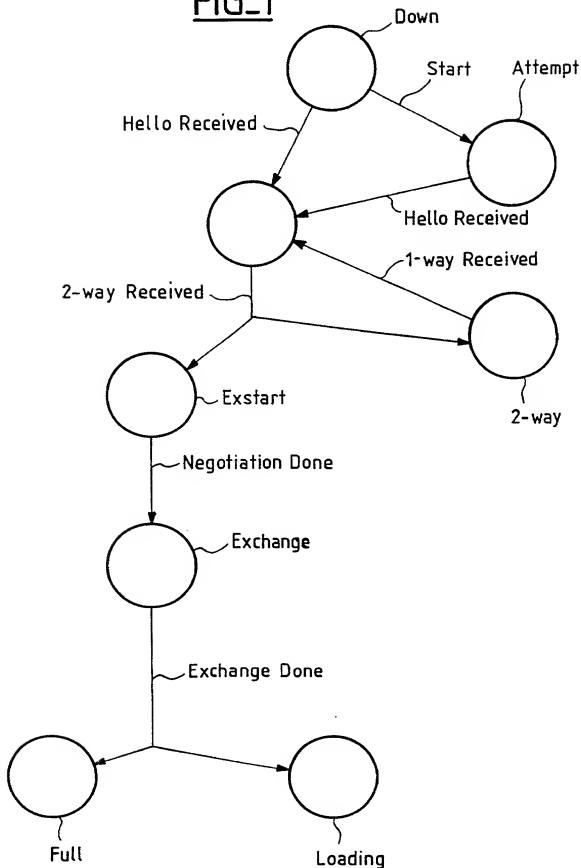 FIG_1
Down
Start
Attempt
Hello Received
Hello Received
1-way Received
2-way Received
2-way
Exstart
Negotiation Done
Exchange
Exchange Done
Full
Loading